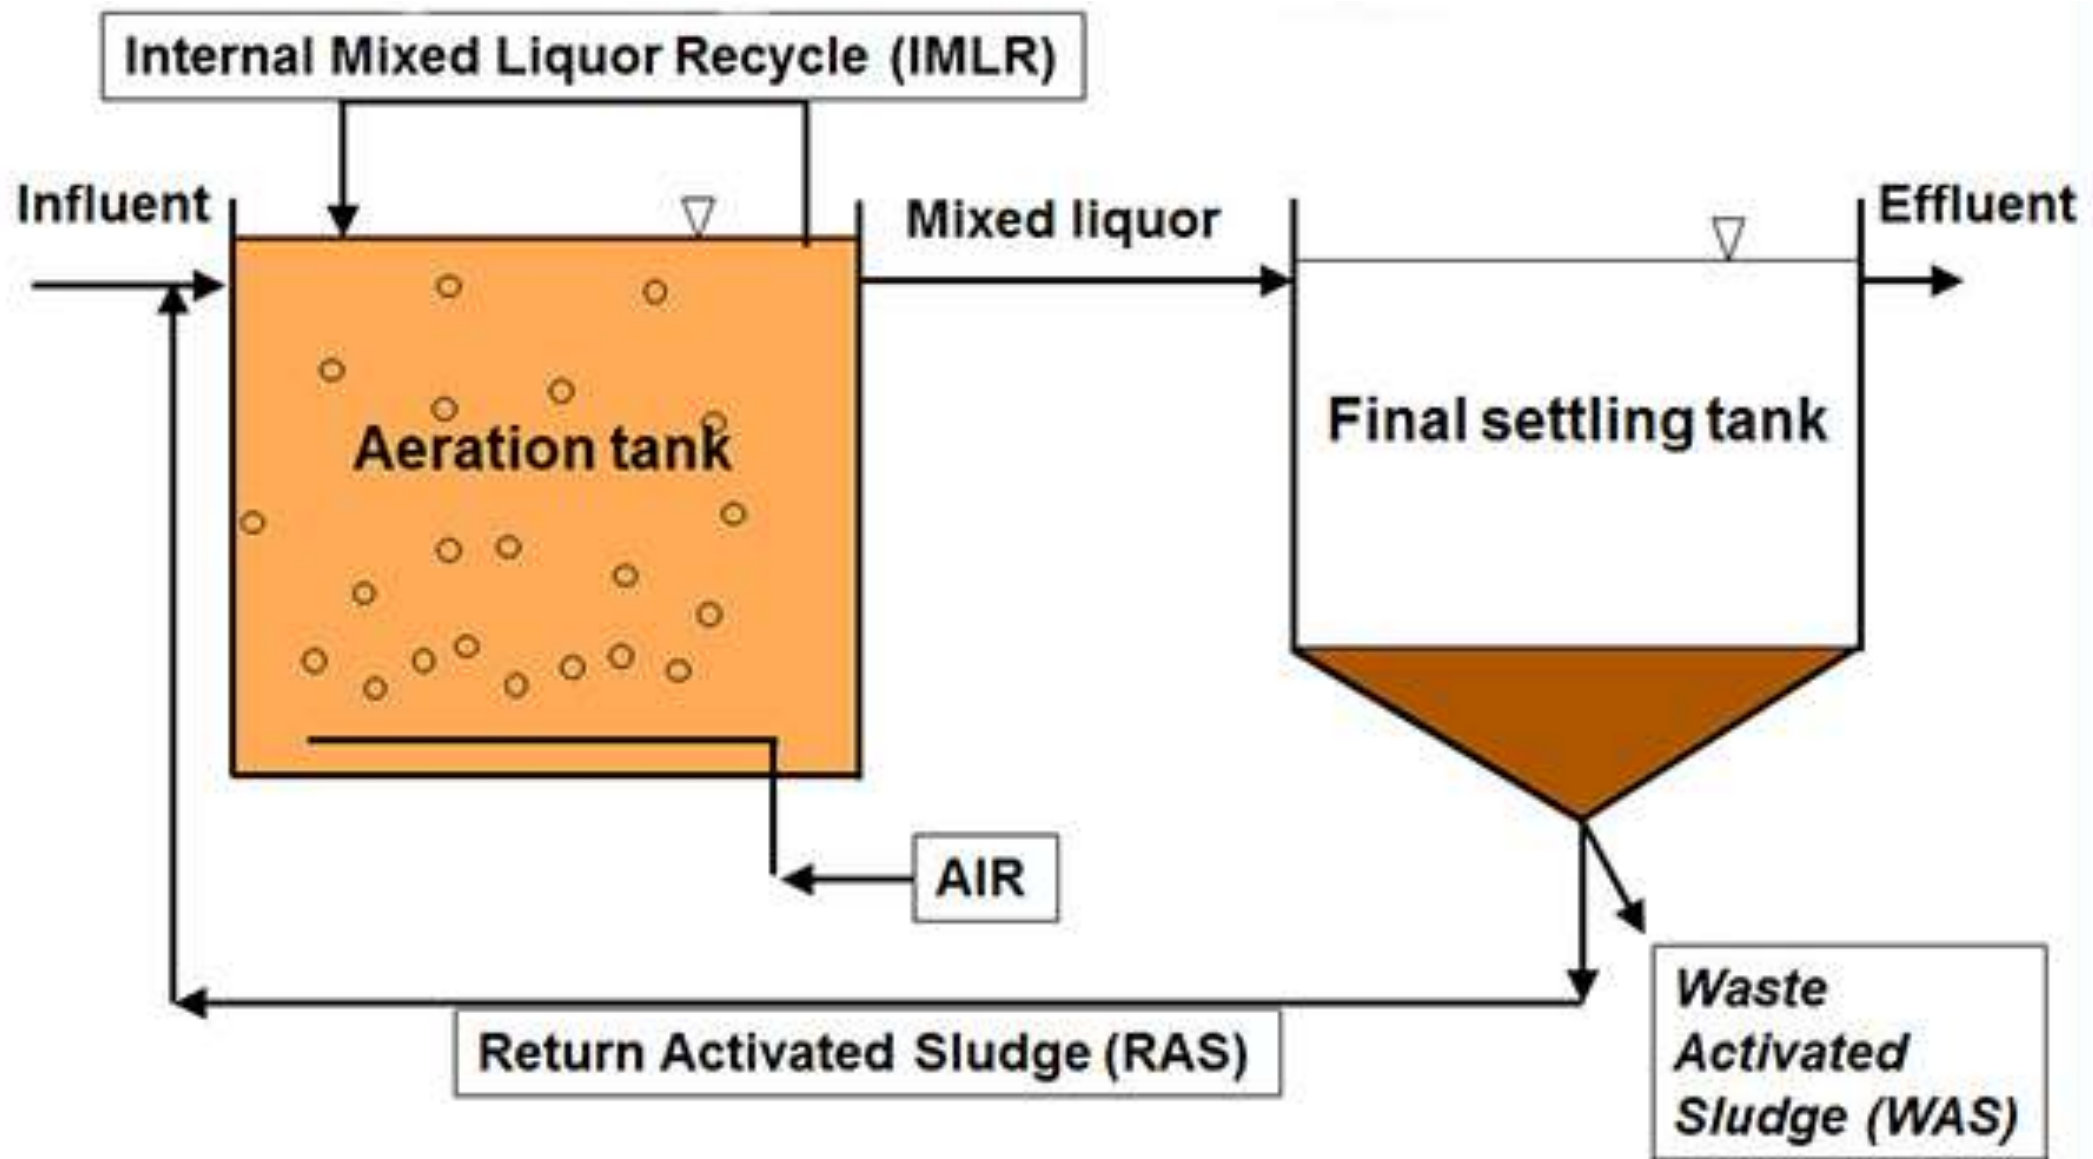 Internal Mixed Liquor Recycle (IMLR)
Influent
Mixed liquor
Effluent
Aeration tank
Final settling tank
AIR
Return Activated Sludge (RAS)
Waste
Activated
Sludge (WAS)